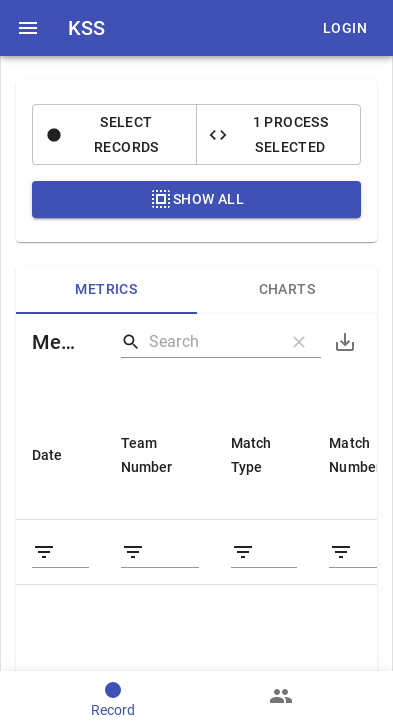 KSS
LOGIN
SELECT
RECORDS
1 PROCESS
SELECTED
SHOW ALL
METRICS
CHARTS
Me...
Search
Date
Team
Number
Match
Type
Match
Number
Record